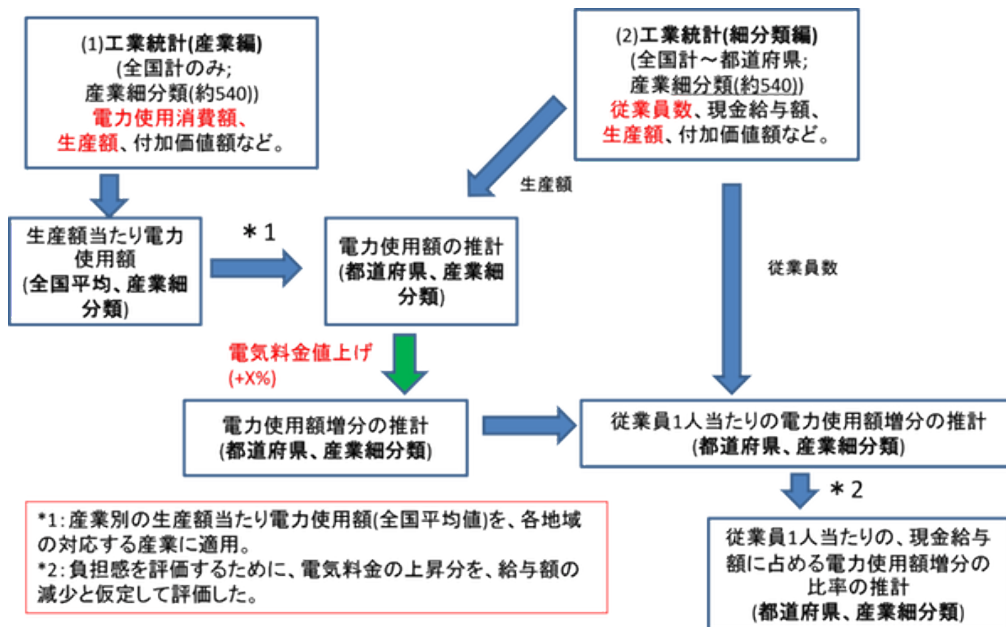 (1)工業統計(産業編)
(全国計のみ;
産業細分類(約540))
電力使用消費額、
生産額、付加価値額など。
(2)工業統計(細分類編)
(全国計～都道府県;
産業細分類(約540))
従業員数、現金給与額、
生産額、付加価値額など。
生産額
生産額当たり電力
使用額
(全国平均、産業細
分類)
＊1
電力使用額の推計
(都道府県、産業細
分類)
従業員数
電気料金値上げ
(+X%)
電力使用額増分の推計
(都道府県、産業細分類)
従業員1人当たりの電力使用額増分の推計
(都道府県、産業細分類)
＊2
*1：産業別の生産額当たり電力使用額(全国平均値)を、各地域
の対応する産業に適用。
*2：負担感を評価するために、電気料金の上昇分を、給与額の
減少と仮定して評価した。
従業員1人当たりの、現金給与
額に占める電力使用額増分の
比率の推計
(都道府県、産業細分類)